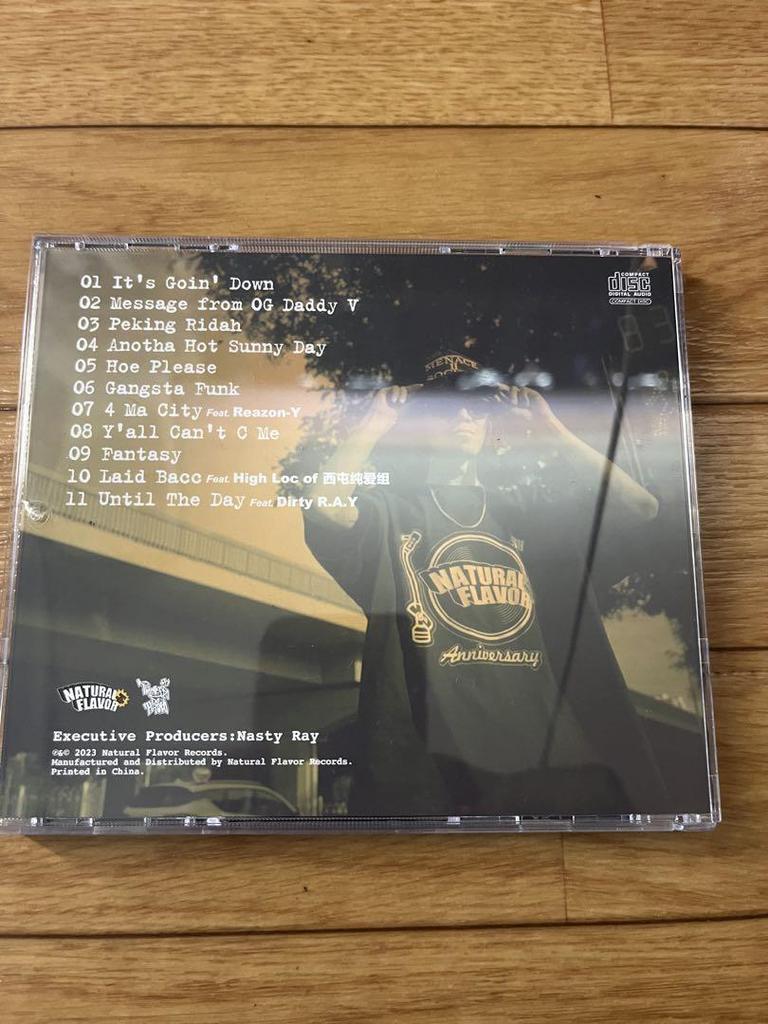 01 It's Goin' Down
02 Message from OG Daddy V
03 Peking Ridah
04 Anotha Hot Sunny Day
05 Hoe Please
06 Gangsta Funk
07 4 Ma City Feat. Reazon-Y
08 Y'all Can't C Me
09 Fantasy
10 Laid Bacc Feat. High Loc of 西屯纯爱组
11 Until The Day Feat. Dirty R.A.Y
COMPACT
disc
DIGITAL AUDIO
COMPACT DISC
MENACE
NATURAL
FLAVOR
Anniversary
NATURAL
FLAVOR
Executive Producers:Nasty Ray
℗&© 2023 Natural Flavor Records.
Manufactured and Distributed by Natural Flavor Records.
Printed in China.